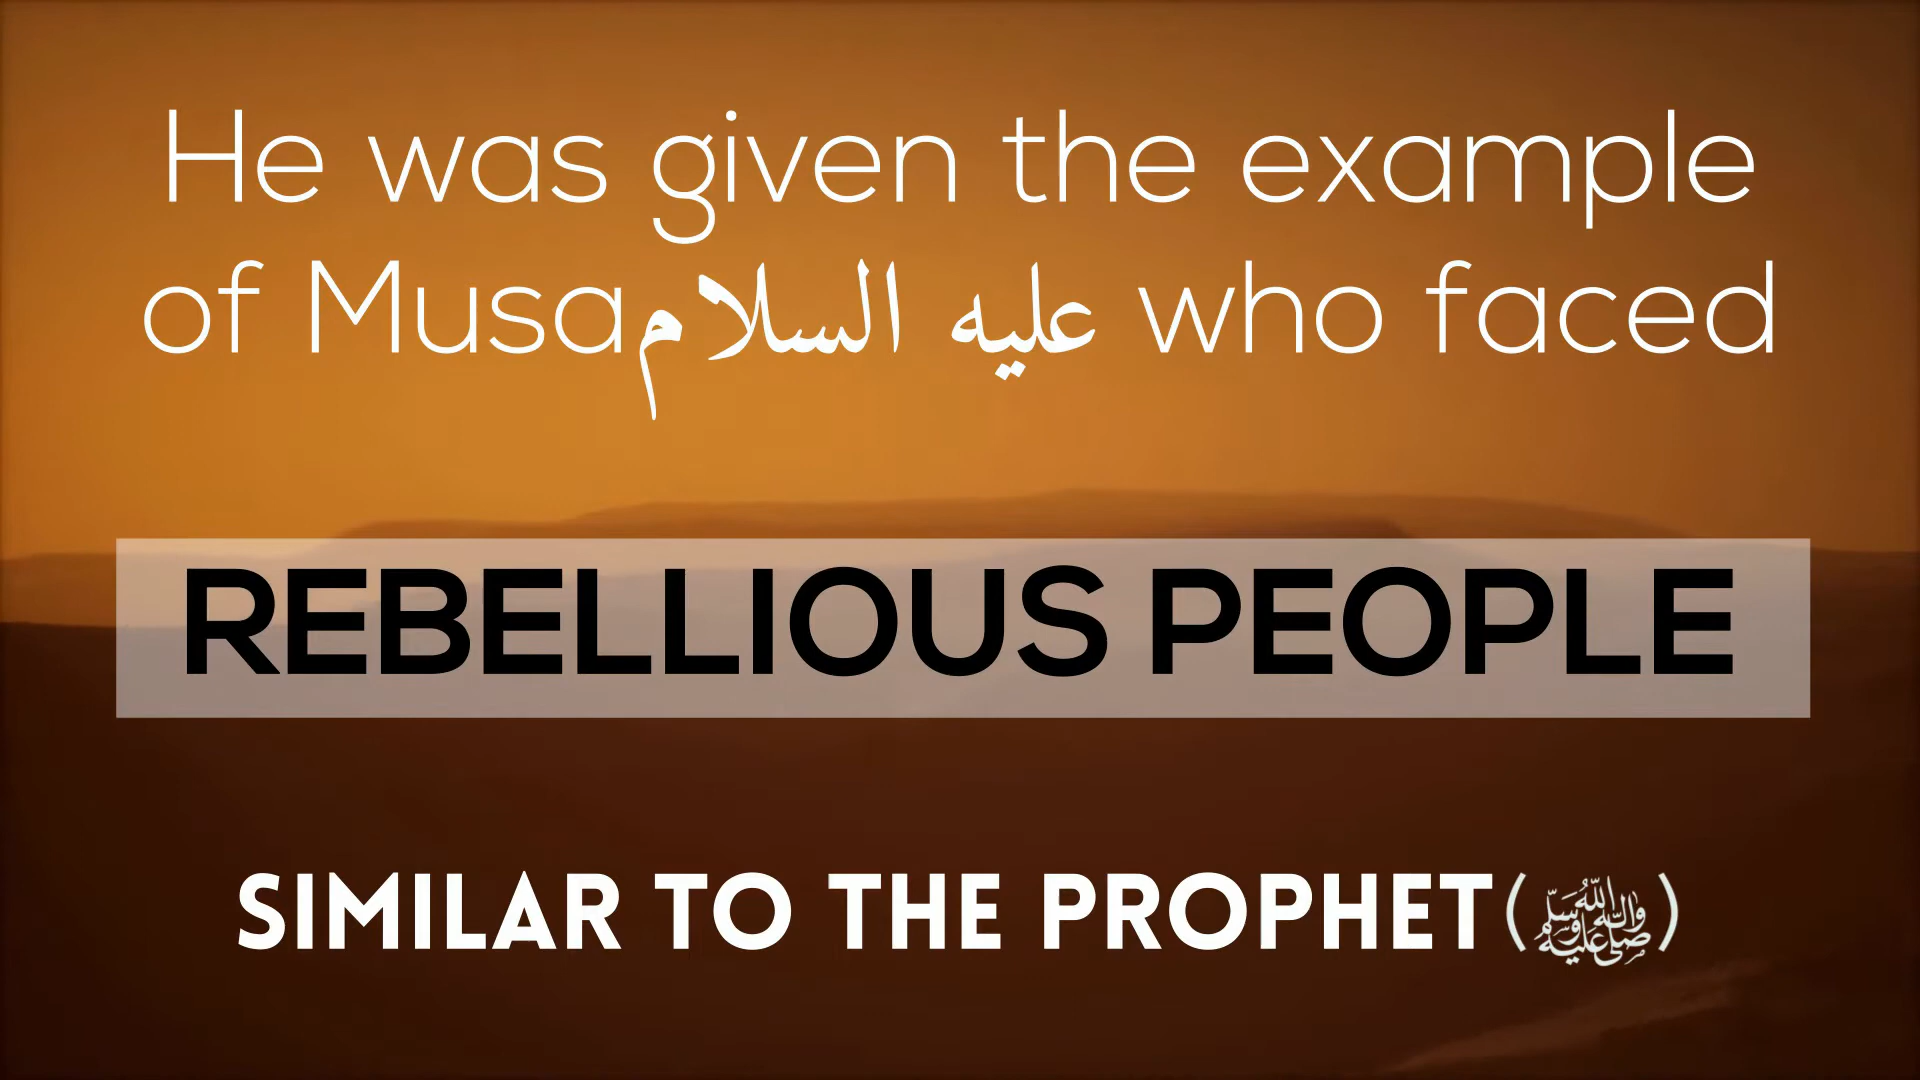 He was given the example
of Musa عليه السلام who faced
REBELLIOUS PEOPLE
SIMILAR TO THE PROPHET(ﷺ)